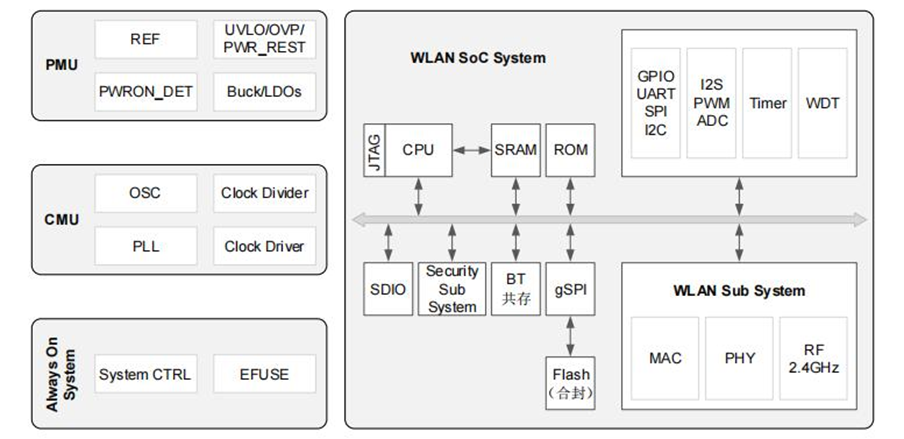 PMU
REF
UVLO/OVP/
PWR_REST
PWRON_DET
Buck/LDOs
CMU
OSC
Clock Divider
PLL
Clock Driver
Always On
System
System CTRL
EFUSE
WLAN SoC System
JTAG
CPU
SRAM
ROM
GPIO
UART
SPI
I2C
I2S
PWM
ADC
Timer
WDT
SDIO
Security
Sub
System
BT
共存
gSPI
Flash
（合封）
WLAN Sub System
MAC
PHY
RF
2.4GHz